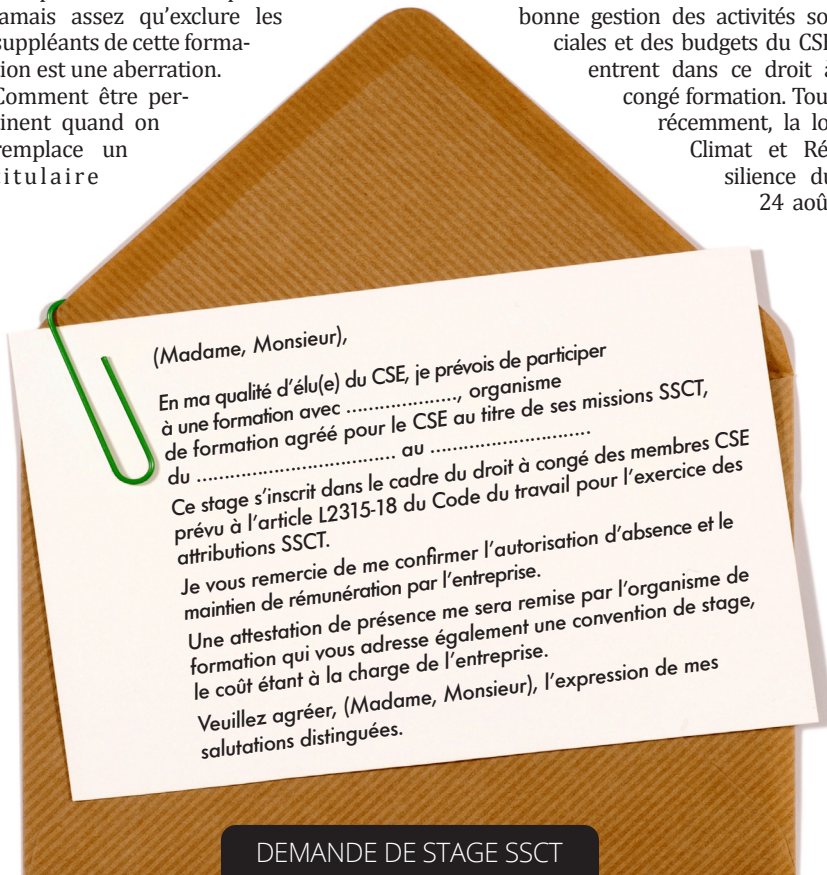 amais assez qu'exclure les
suppléants de cette forma-
ion est une aberration.
Comment être per-
inent quand on
remplace un
titulaire
bonne gestion des activités so
ciales et des budgets du CSE
entrent dans ce droit à
congé formation. Tou
récemment, la lo
Climat et Ré
silience du
24 aoû
(Madame, Monsieur),
En ma qualité d'élu(e) du CSE, je prévois de participer
à une formation avec ..................., organisme
de formation agréé pour le CSE au titre de ses missions SSCT,
du .................................. au ............................
Ce stage s'inscrit dans le cadre du droit à congé des membres CSE
prévu à l'article L2315-18 du Code du travail pour l'exercice des
attributions SSCT.
Je vous remercie de me confirmer l'autorisation d'absence et le
maintien de rémunération par l'entreprise.
Une attestation de présence me sera remise par l'organisme de
formation qui vous adresse également une convention de stage,
le coût étant à la charge de l'entreprise.
Veuillez agréer, (Madame, Monsieur), l'expression de mes
salutations distinguées.
DEMANDE DE STAGE SSCT